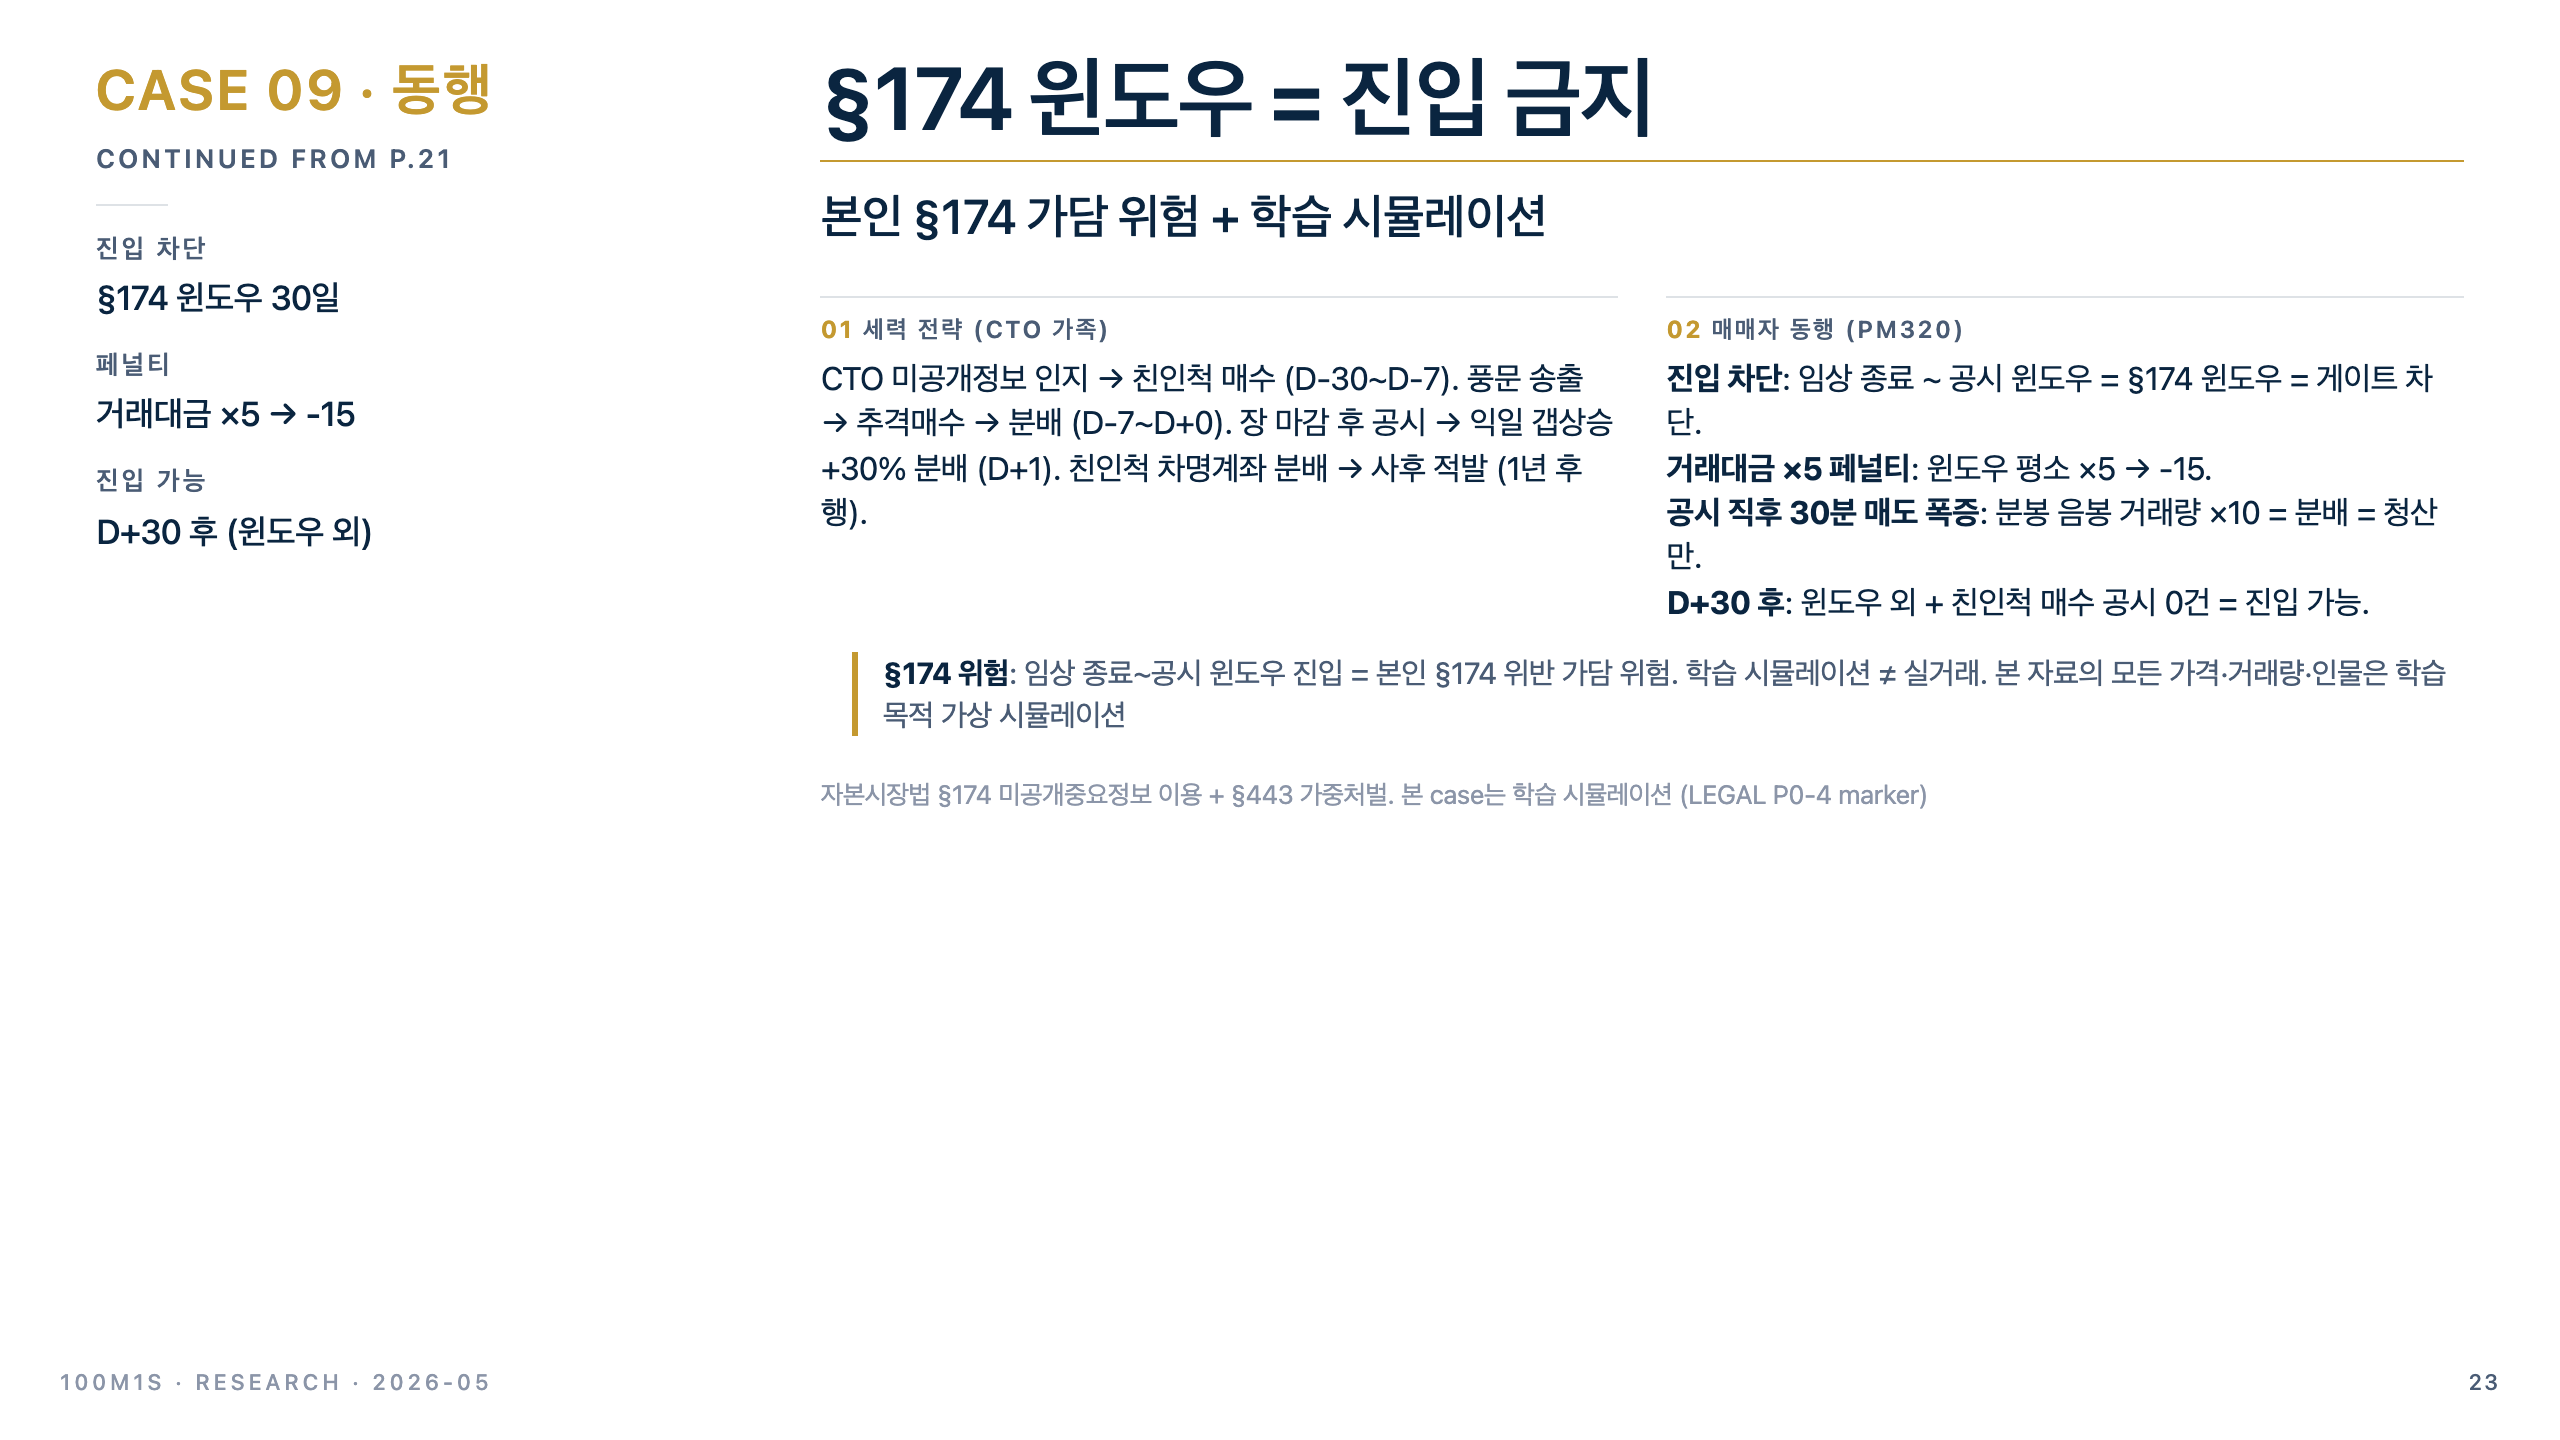 CASE 09 · 동행
CONTINUED FROM P.21
진입 차단
§174 윈도우 30일
페널티
거래대금 ×5 → -15
진입 가능
D+30 후 (윈도우 외)
§174 윈도우 = 진입 금지
본인 §174 가담 위험 + 학습 시뮬레이션
01 세력 전략 (CTO 가족)
CTO 미공개정보 인지 → 친인척 매수 (D-30~D-7). 풍문 송출
→ 추격매수 → 분배 (D-7~D+0). 장 마감 후 공시 → 익일 갭상승
+30% 분배 (D+1). 친인척 차명계좌 분배 → 사후 적발 (1년 후
행).
02 매매자 동행 (PM320)
진입 차단: 임상 종료 ~ 공시 윈도우 = §174 윈도우 = 게이트 차
단.
거래대금 ×5 페널티: 윈도우 평소 ×5 → -15.
공시 직후 30분 매도 폭증: 분봉 음봉 거래량 ×10 = 분배 = 청산
만.
D+30 후: 윈도우 외 + 친인척 매수 공시 0건 = 진입 가능.
§174 위험: 임상 종료~공시 윈도우 진입 = 본인 §174 위반 가담 위험. 학습 시뮬레이션 ≠ 실거래. 본 자료의 모든 가격·거래량·인물은 학습
목적 가상 시뮬레이션
자본시장법 §174 미공개중요정보 이용 + §443 가중처벌. 본 case는 학습 시뮬레이션 (LEGAL P0-4 marker)
100M1S · RESEARCH · 2026-05
23